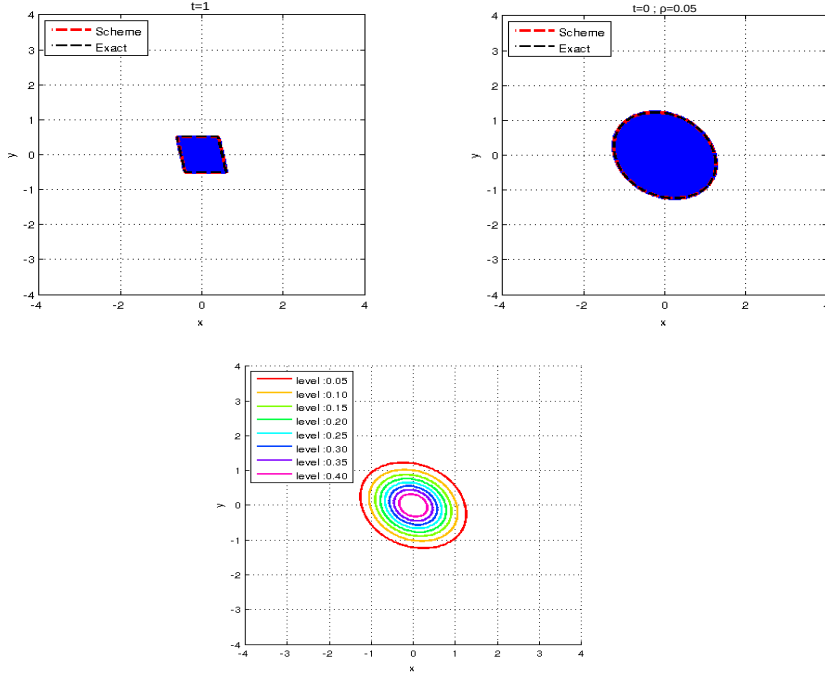 t=1
Scheme
Exact
4
3
2
1
0
-1
-2
-3
-4
y
-4
-2
0
2
4
x
t=0 ; ρ=0.05
Scheme
Exact
4
3
2
1
0
-1
-2
-3
-4
y
-4
-2
0
2
4
x
level :0.05
level :0.10
level :0.15
level :0.20
level :0.25
level :0.30
level :0.35
level :0.40
4
3
2
1
0
-1
-2
-3
-4
y
-4
-3
-2
-1
0
1
2
3
4
x